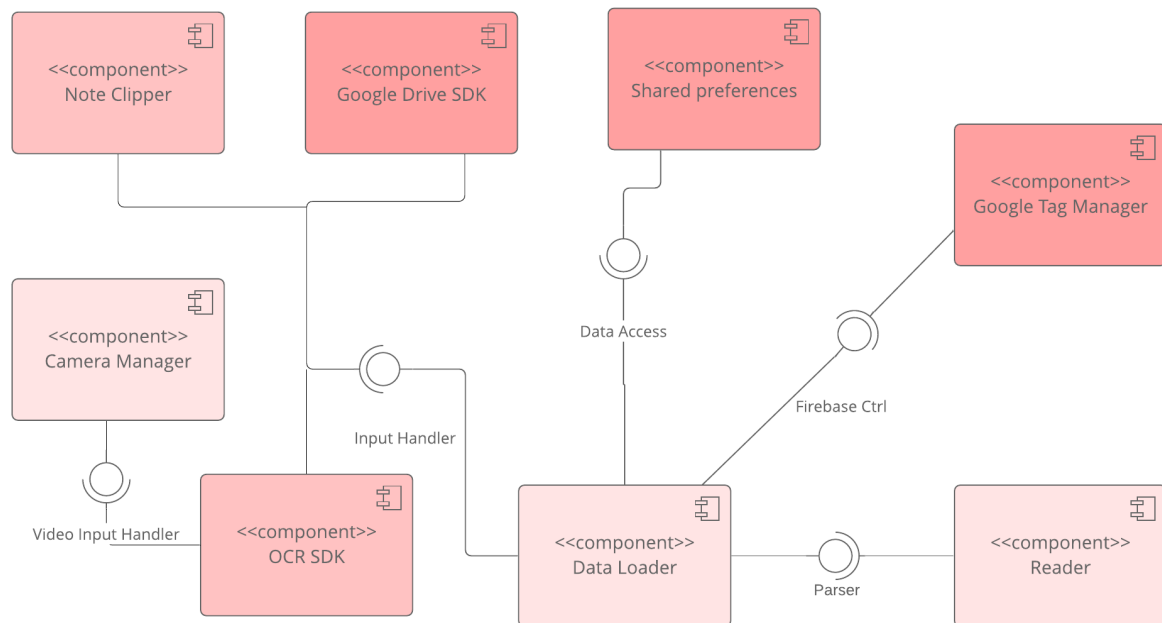 <<component>>
Note Clipper
<<component>>
Google Drive SDK
<<component>>
Shared preferences
<<component>>
Google Tag Manager
<<component>>
Camera Manager
Data Access
Firebase Ctrl
Input Handler
Video Input Handler
<<component>>
OCR SDK
<<component>>
Data Loader
Parser
<<component>>
Reader